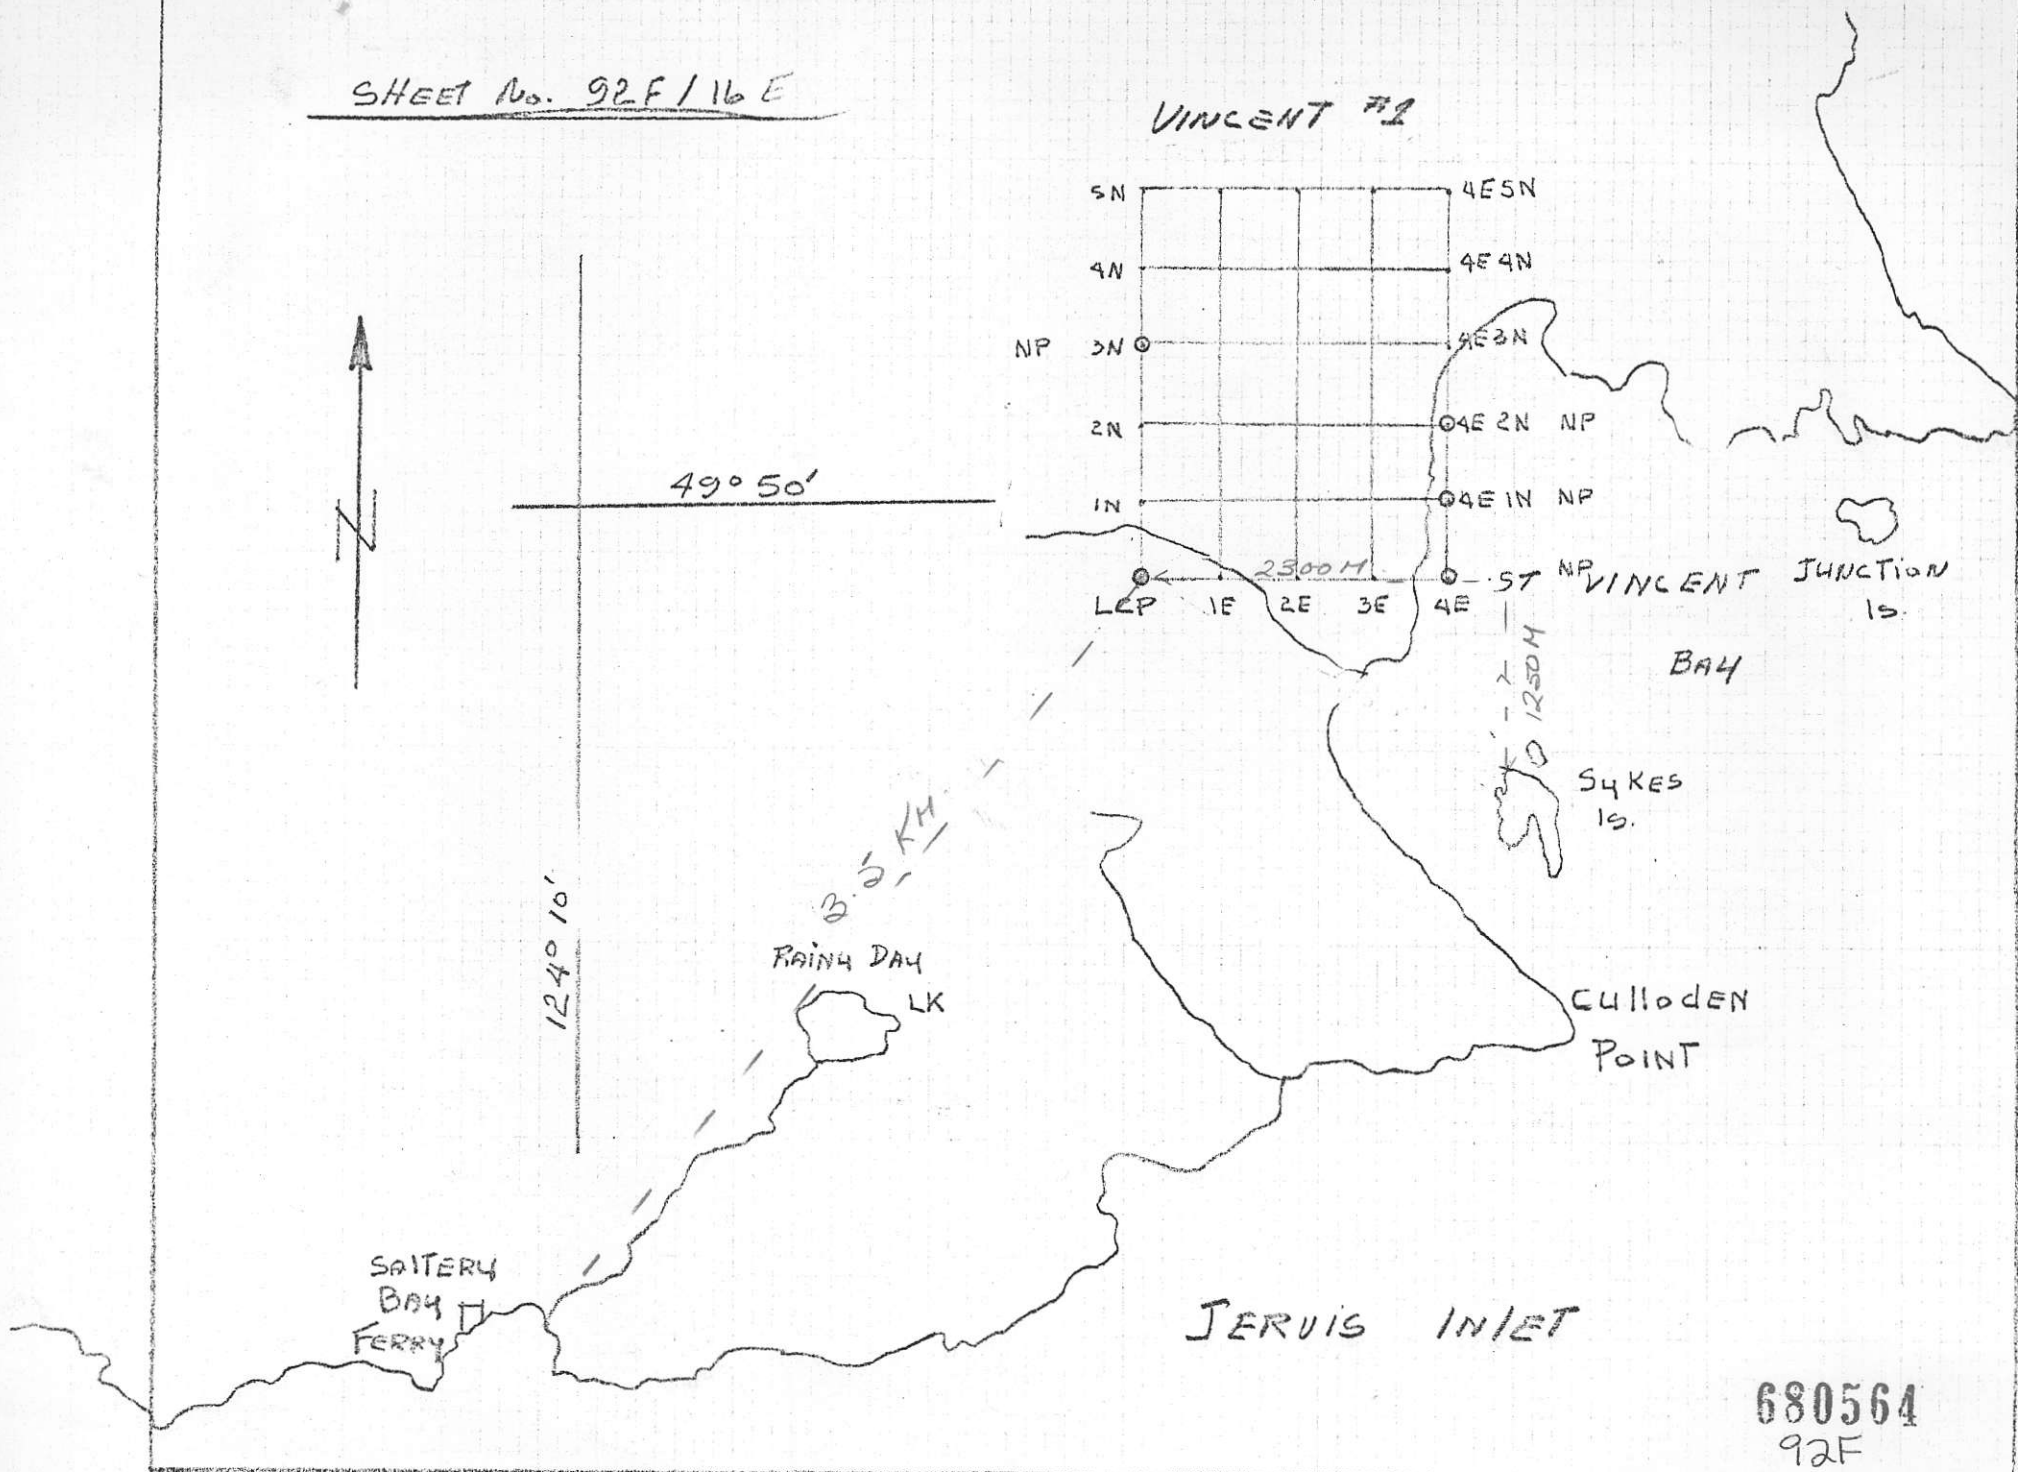 SHEET No. 92F/16E
VINCENT #1
5N 4E5N
4N 4E4N
NP 3N 4E3N
2N 4E 2N NP
1N 4E 1N NP
2300M
ST VINCENT BAY
NP
LCP 1E 2E 3E 4E
JUNCTION
Is.
1250M
SyKES
Is.
N
49° 50'
124° 10'
3.5 KM
RAiNY DAY
LK
CullodEN
POINT
SAlTERY
BAY
FERRY
JERVIS INlET
680564
92F